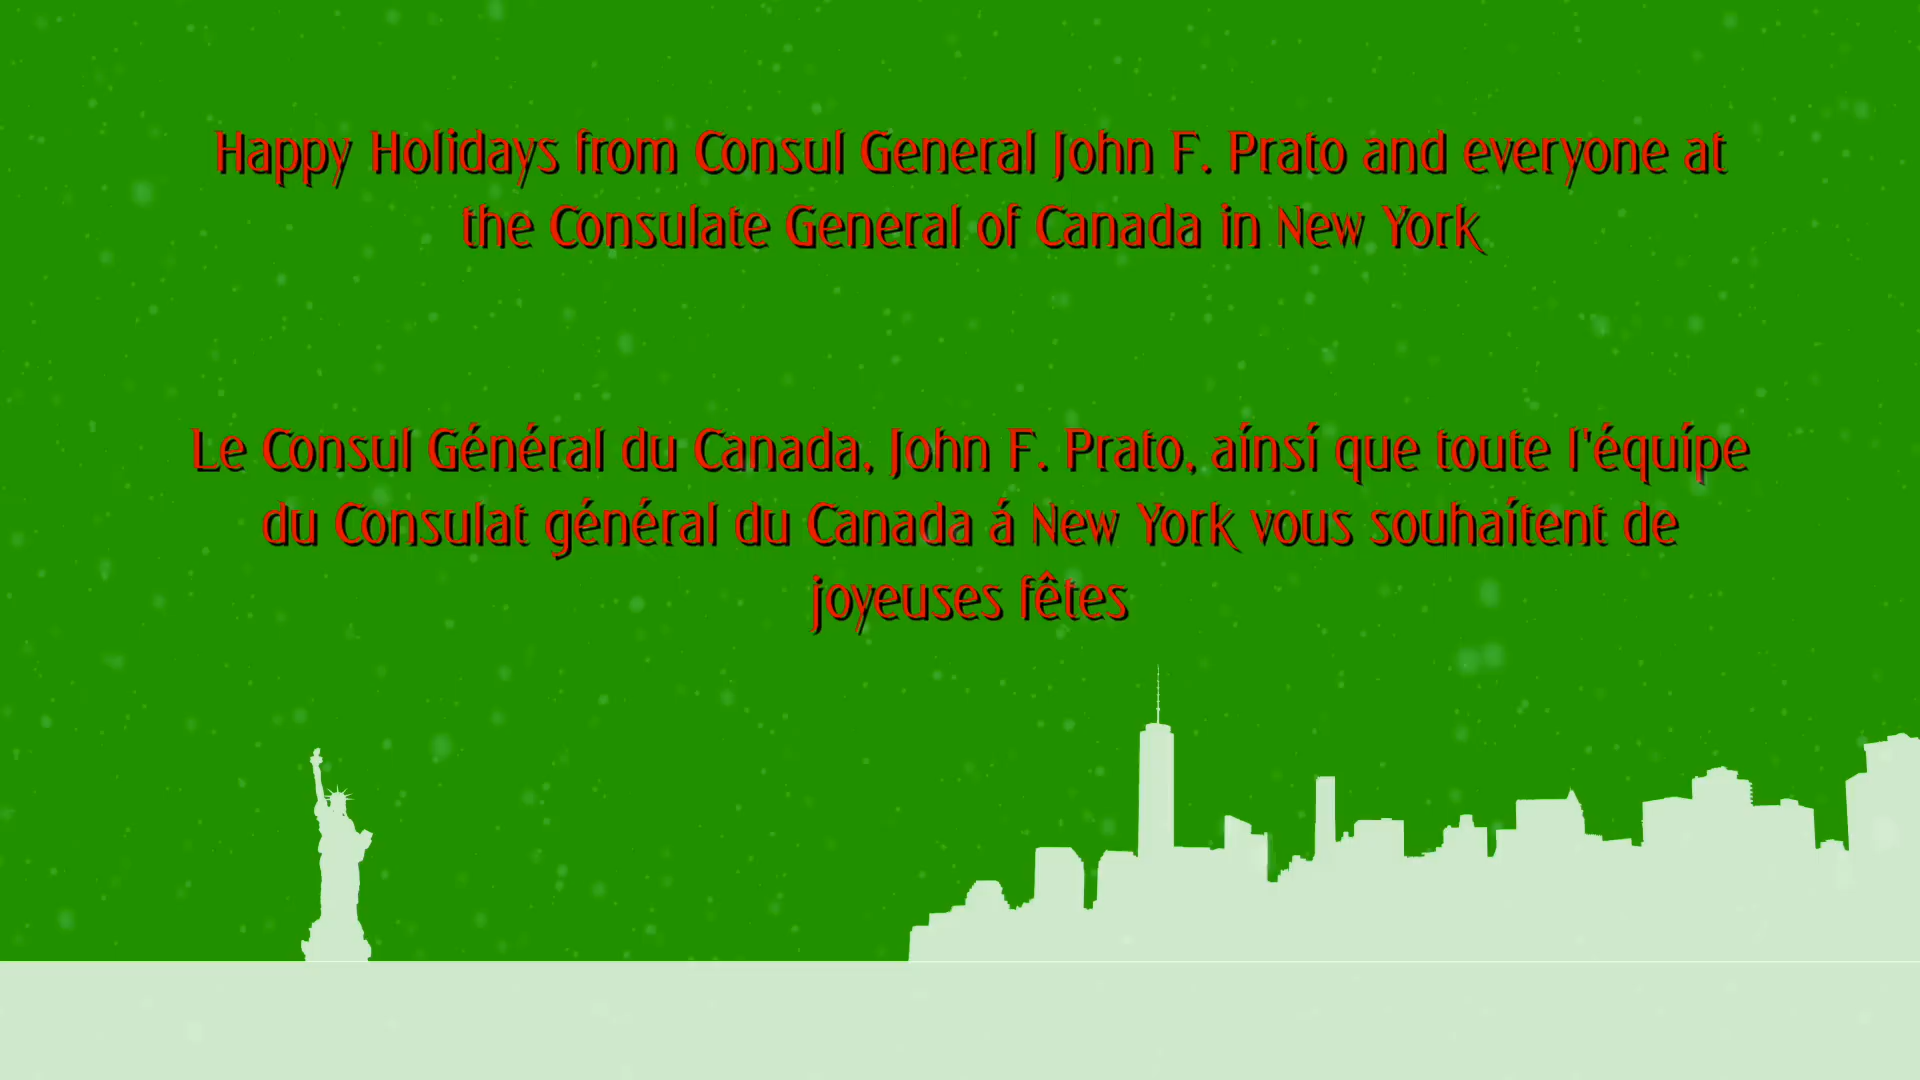 Happy Holidays from Consul General John F. Prato and everyone at
the Consulate General of Canada in New York
Le Consul Général du Canada, John F. Prato, aínsí que toute l'équípe
du Consulat général du Canada á New York vous souhaítent de
joyeuses fêtes